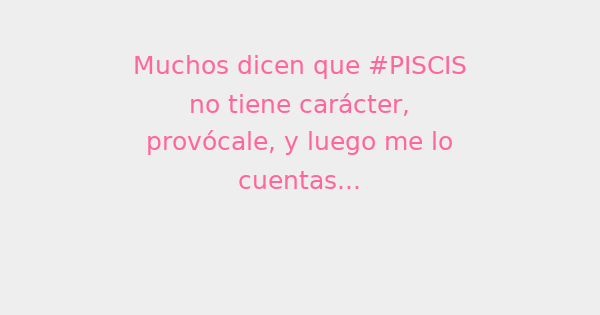 Muchos dicen que #PISCIS
no tiene carácter,
provócale, y luego me lo
cuentas...